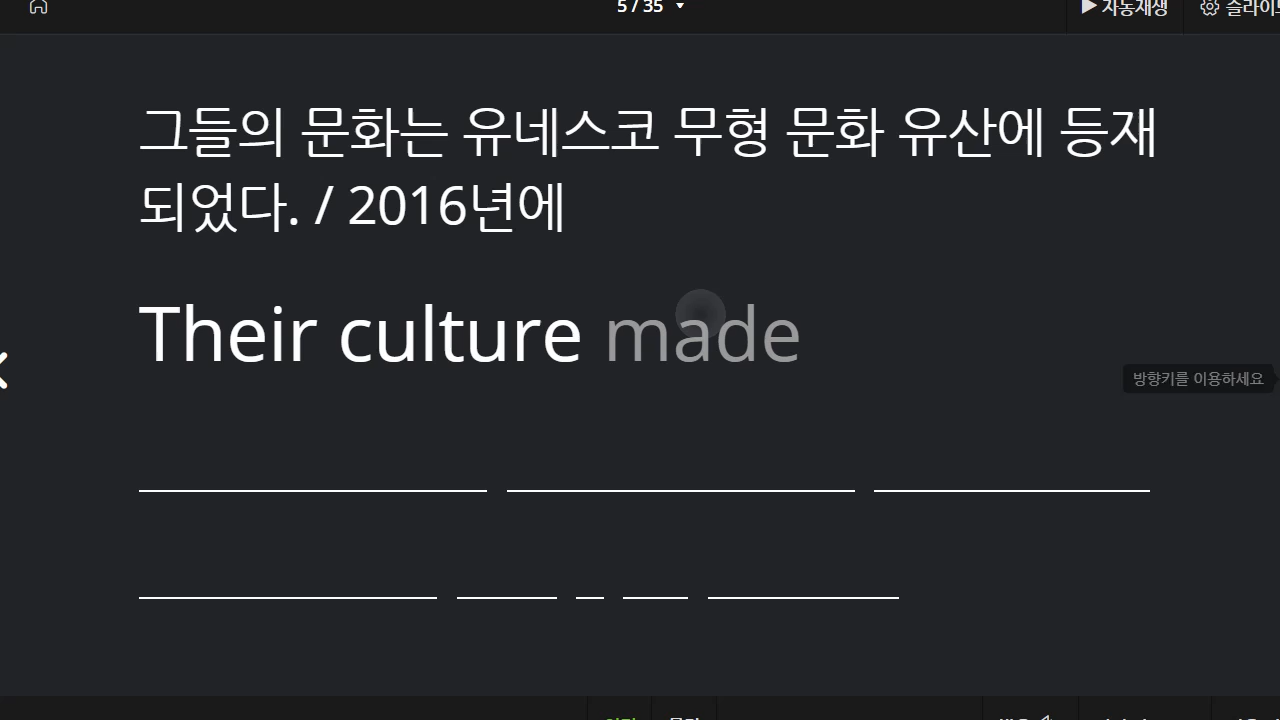 5 / 35
자동재생
그들의 문화는 유네스코 무형 문화 유산에 등재
되었다. / 2016년에
Their culture made
방향키를 이용하세요